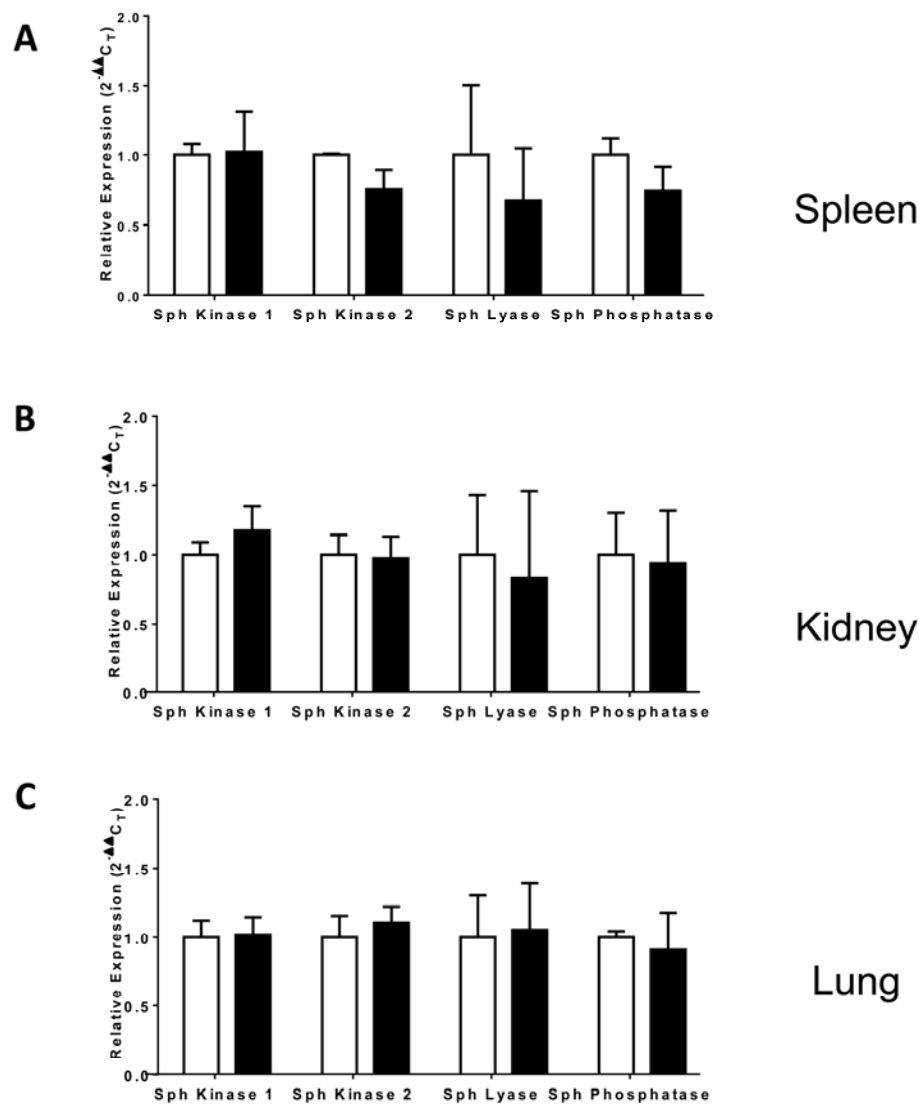 A
Relative Expression (2^-ΔΔC_T)
2.0
1.5
1.0
0.5
0.0
Sph Kinase 1 Sph Kinase 2 Sph Lyase Sph Phosphatase
Spleen
B
Relative Expression (2^-ΔΔC_T)
2.0
1.5
1.0
0.5
0.0
Sph Kinase 1 Sph Kinase 2 Sph Lyase Sph Phosphatase
Kidney
C
Relative Expression (2^-ΔΔC_T)
2.0
1.5
1.0
0.5
0.0
Sph Kinase 1 Sph Kinase 2 Sph Lyase Sph Phosphatase
Lung